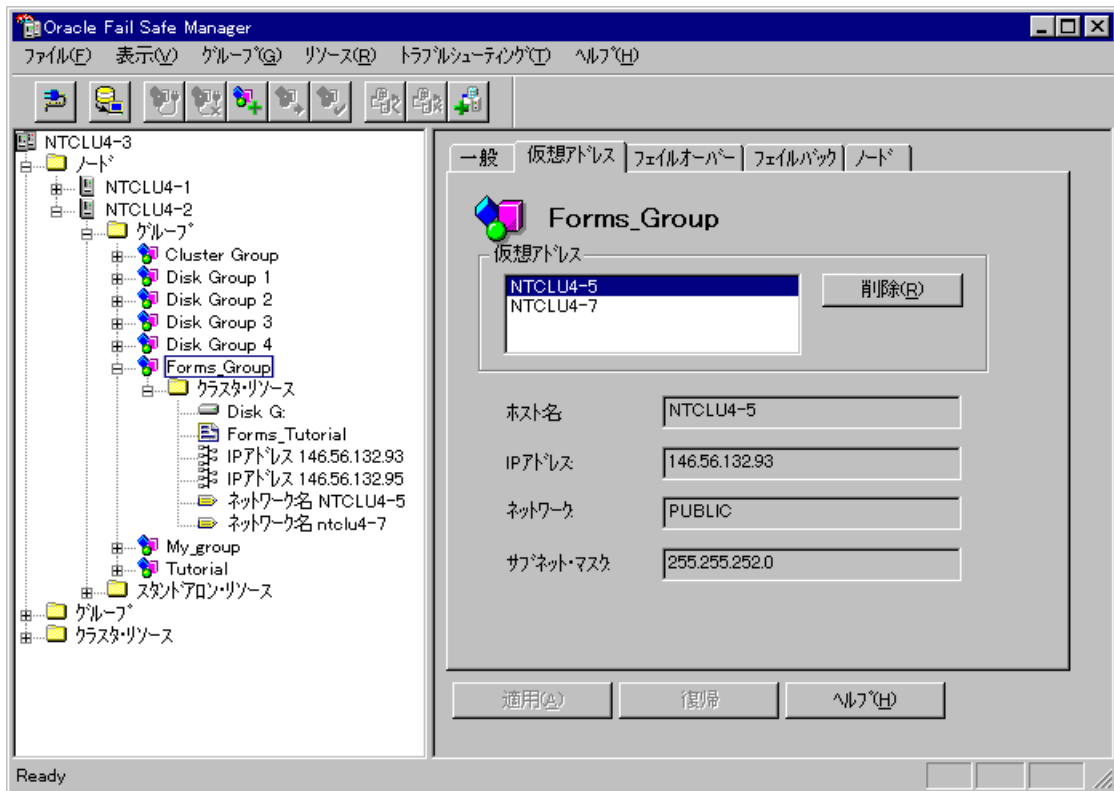 Oracle Fail Safe Manager
ファイル(F) 表示(V) グループ(G) リソース(R) トラブルシューティング(T) ヘルプ(H)
NTCLU4-3
ノード
NTCLU4-1
NTCLU4-2
グループ
Cluster Group
Disk Group 1
Disk Group 2
Disk Group 3
Disk Group 4
Forms_Group
クラスタ・リソース
Disk G:
Forms_Tutorial
IPアドレス 146.56.132.93
IPアドレス 146.56.132.95
ネットワーク名 NTCLU4-5
ネットワーク名 ntclu4-7
My_group
Tutorial
スタンドアロン・リソース
グループ
クラスタ・リソース
一般 仮想アドレス フェイルオーバー フェイルバック ノード
Forms_Group
仮想アドレス
NTCLU4-5
NTCLU4-7
削除(R)
ホスト名: NTCLU4-5
IPアドレス: 146.56.132.93
ネットワーク: PUBLIC
サブネット・マスク: 255.255.252.0
適用(A) 復帰 ヘルプ(H)
Ready